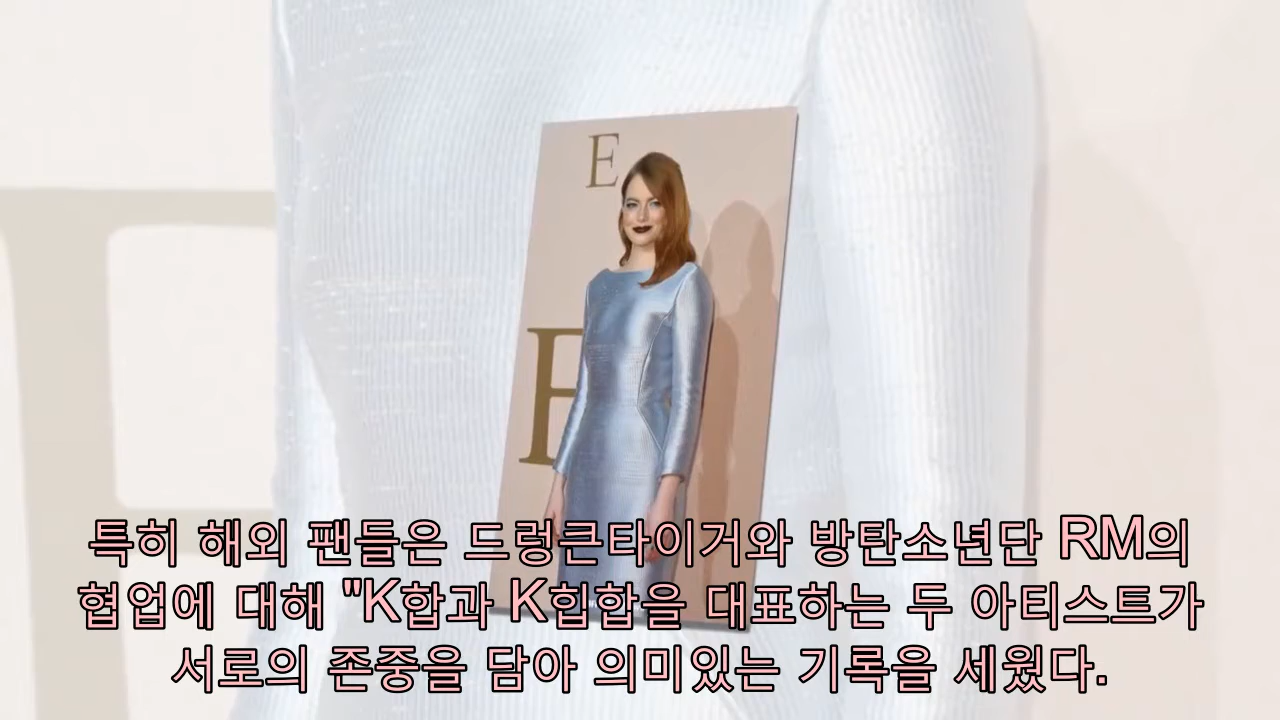 E
E
특히 해외 팬들은 드렁큰타이거와 방탄소년단 RM의
협업에 대해 "K합과 K힙합을 대표하는 두 아티스트가
서로의 존중을 담아 의미있는 기록을 세웠다.